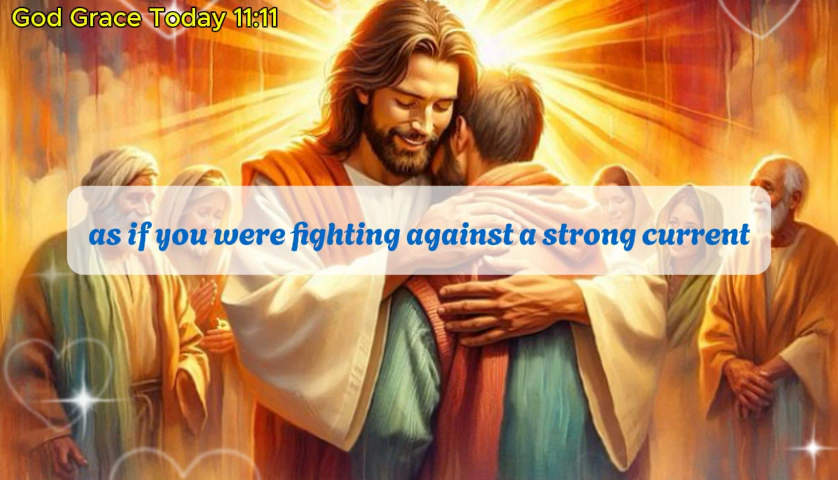 God Grace Today 11:11
as if you were fighting against a strong current